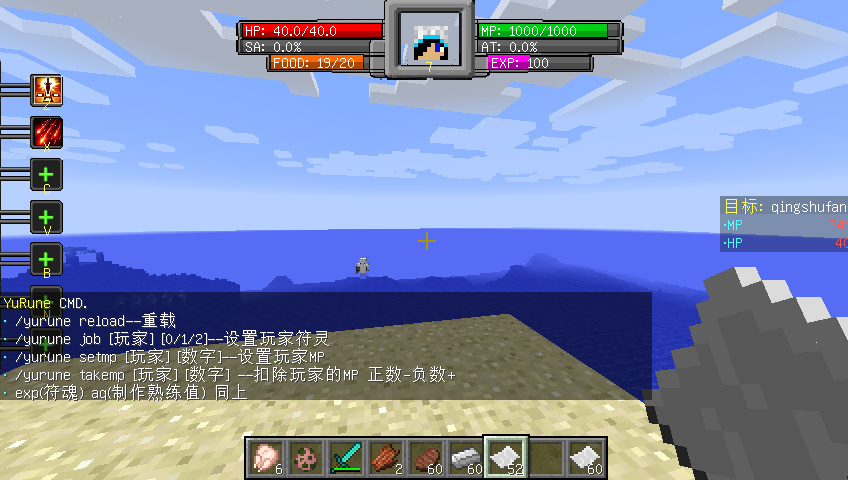 HP: 40.0/40.0
MP: 1000/1000
SA: 0.0%
AT: 0.0%
FOOD: 19/20
7
EXP: 100
Z
X
C
V
B
N
目标: qingshufan
·MP
·HP
40
YuRune CMD.
· /yurune reload--重载
· /yurune job [玩家] [0/1/2]--设置玩家符灵
· /yurune setmp [玩家] [数字]--设置玩家MP
· /yurune takemp [玩家] [数字] --扣除玩家的MP 正数-负数+
· exp(符魂) aq(制作熟练值) 同上
6
2
60
60
52
60